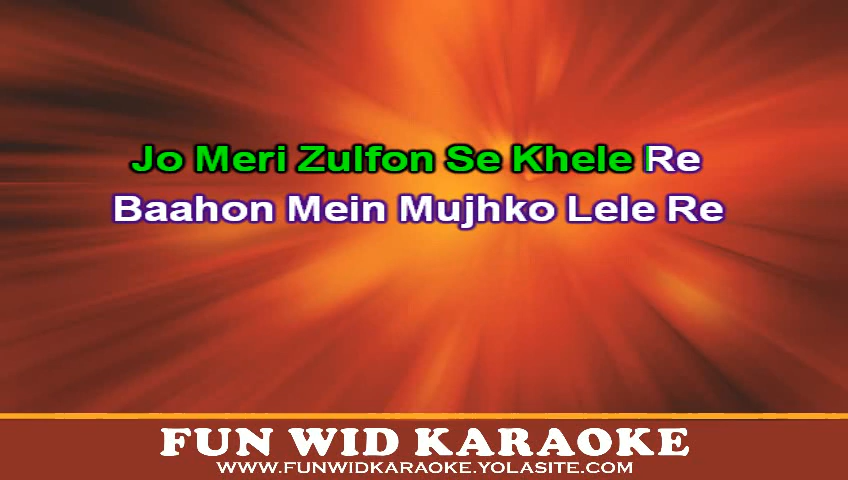 Jo Meri Zulfon Se Khele Re
Baahon Mein Mujhko Lele Re
FUN WID KARAOKE
WWW.FUNWIDKARAOKE.YOLASITE.COM